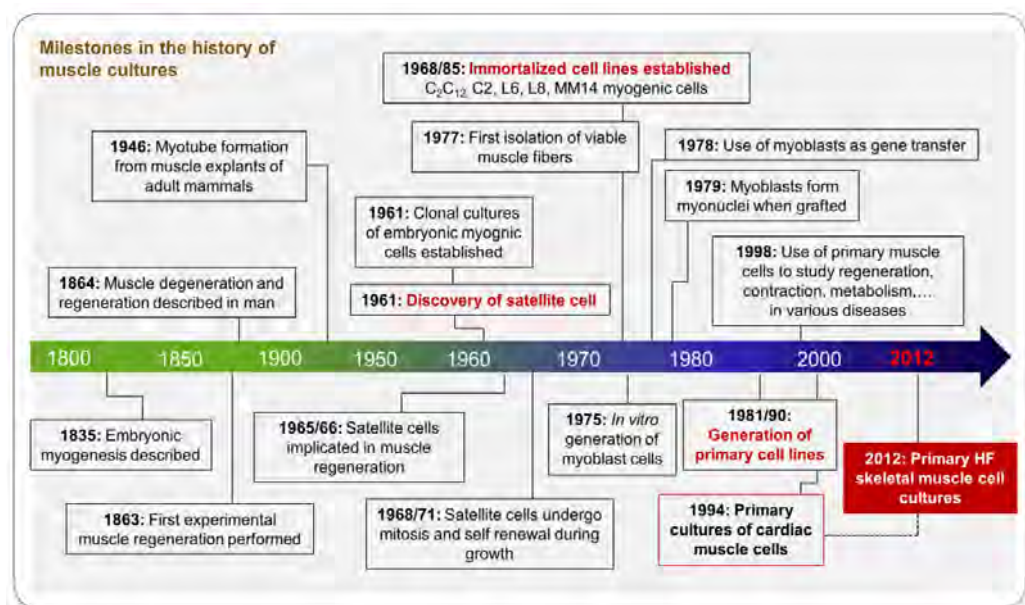 Milestones in the history of
muscle cultures
1968/85: Immortalized cell lines established
C₂C₁₂, C2, L6, L8, MM14 myogenic cells
1946: Myotube formation
from muscle explants of
adult mammals
1977: First isolation of viable
muscle fibers
1978: Use of myoblasts as gene transfer
1979: Myoblasts form
myonuclei when grafted
1961: Clonal cultures
of embryonic myognic
cells established
1998: Use of primary muscle
cells to study regeneration,
contraction, metabolism,....
in various diseases
1864: Muscle degeneration and
regeneration described in man
1961: Discovery of satellite cell
1800 1850 1900 1950 1960 1970 1980 2000 2012
1835: Embryonic
myogenesis described
1965/66: Satellite cells
implicated in muscle
regeneration
1975: In vitro
generation of
myoblast cells
1981/90:
Generation of
primary cell lines
2012: Primary HF
skeletal muscle cell
cultures
1863: First experimental
muscle regeneration performed
1968/71: Satellite cells undergo
mitosis and self renewal during
growth
1994: Primary
cultures of cardiac
muscle cells